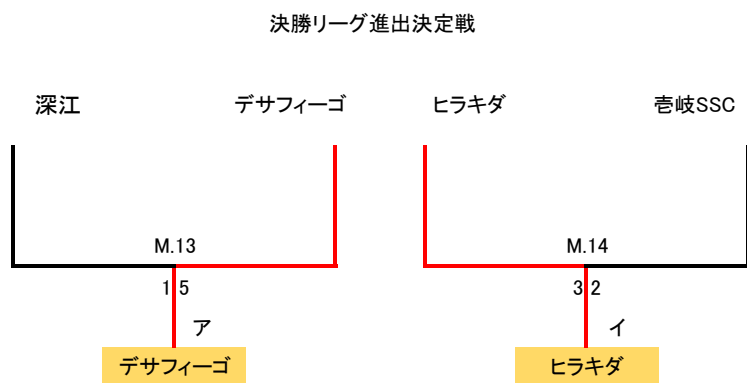 決勝リーグ進出決定戦
深江 デサフィーゴ ヒラキダ 壱岐SSC
M.13 M.14
1 5 3 2
ア イ
デサフィーゴ ヒラキダ